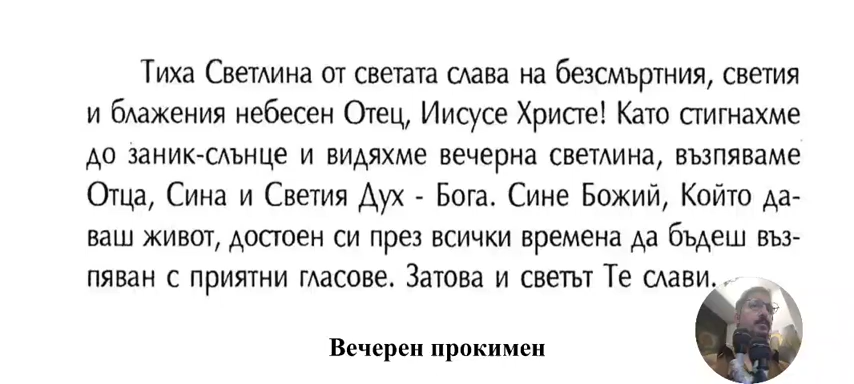 Тиха Светлина от светата слава на безсмъртния, светия
и блажения небесен Отец, Иисусе Христе! Като стигнахме
до заник-слънце и видяхме вечерна светлина, възпяваме
Отца, Сина и Светия Дух - Бога. Сине Божий, Който да-
ваш живот, достоен си през всички времена да бъдеш въз-
пяван с приятни гласове. Затова и светът Те слави.
Вечерен прокимен